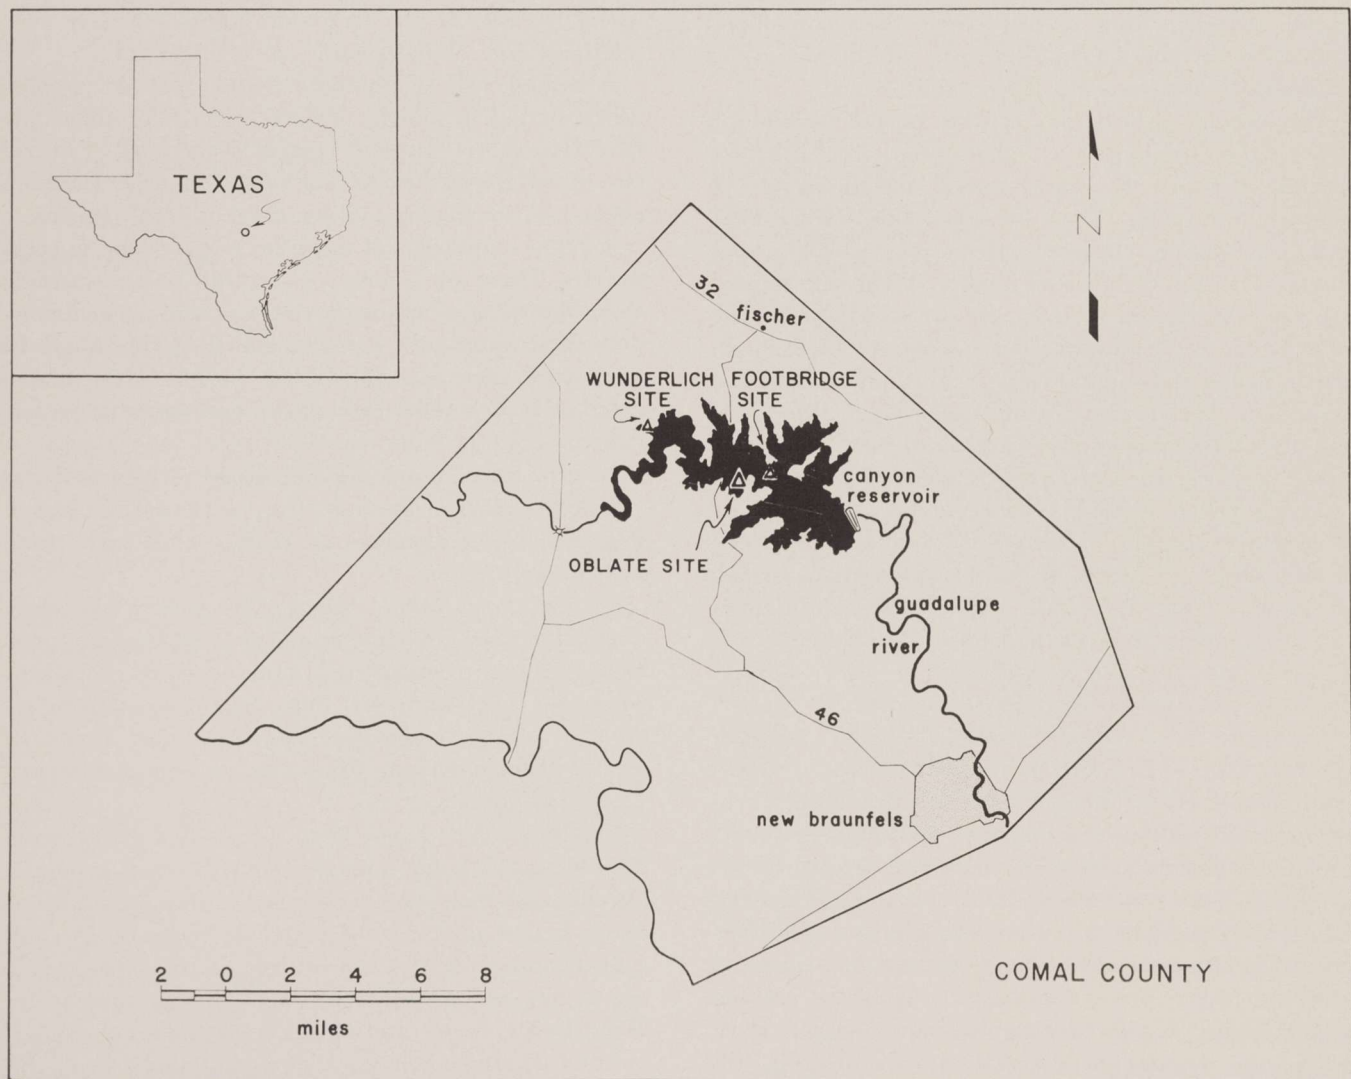 TEXAS
N
32
fischer
WUNDERLICH
SITE
FOOTBRIDGE
SITE
canyon
reservoir
OBLATE SITE
guadalupe
river
46
new braunfels
2 0 2 4 6 8
miles
COMAL COUNTY